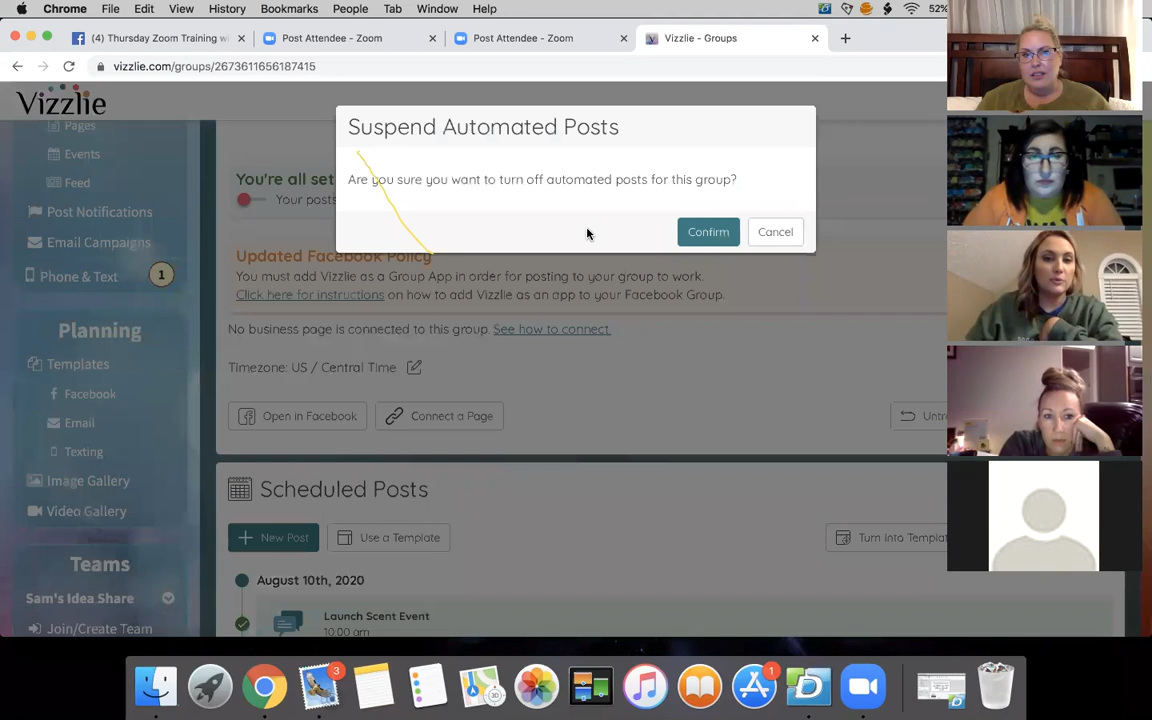 Chrome File Edit View History Bookmarks People Tab Window Help 52%
(4) Thursday Zoom Training wi
Post Attendee - Zoom
Post Attendee - Zoom
Vizzlie - Groups
vizzlie.com/groups/2673611656187415
Vizzlie
Pages
Events
Feed
Post Notifications
Email Campaigns
Phone & Text 1
Planning
Templates
Facebook
Email
Texting
Image Gallery
Video Gallery
Teams
Sam's Idea Share
Join/Create Team
Suspend Automated Posts
Are you sure you want to turn off automated posts for this group?
Confirm Cancel
You're all set
Your posts
Updated Facebook Policy
You must add Vizzlie as a Group App in order for posting to your group to work.
Click here for instructions on how to add Vizzlie as an app to your Facebook Group.
No business page is connected to this group. See how to connect.
Timezone: US / Central Time
Open in Facebook Connect a Page Untr
Scheduled Posts
New Post Use a Template Turn Into Templat
August 10th, 2020
Launch Scent Event
10:00 am
3
30
1